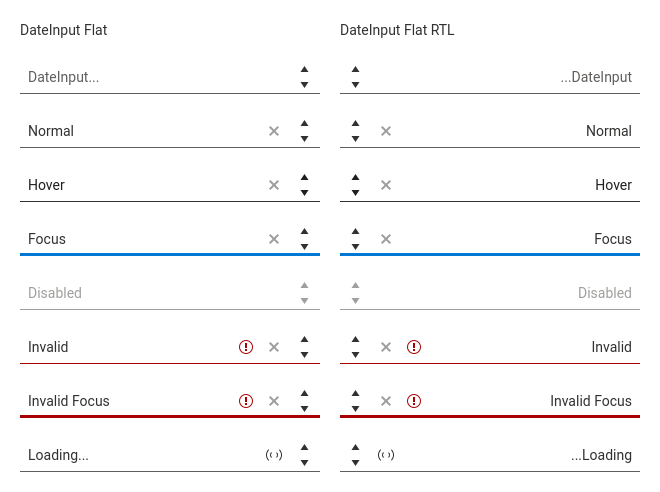 DateInput Flat
DateInput...
Normal
Hover
Focus
Disabled
Invalid
Invalid Focus
Loading...
DateInput Flat RTL
...DateInput
Normal
Hover
Focus
Disabled
Invalid
Invalid Focus
...Loading